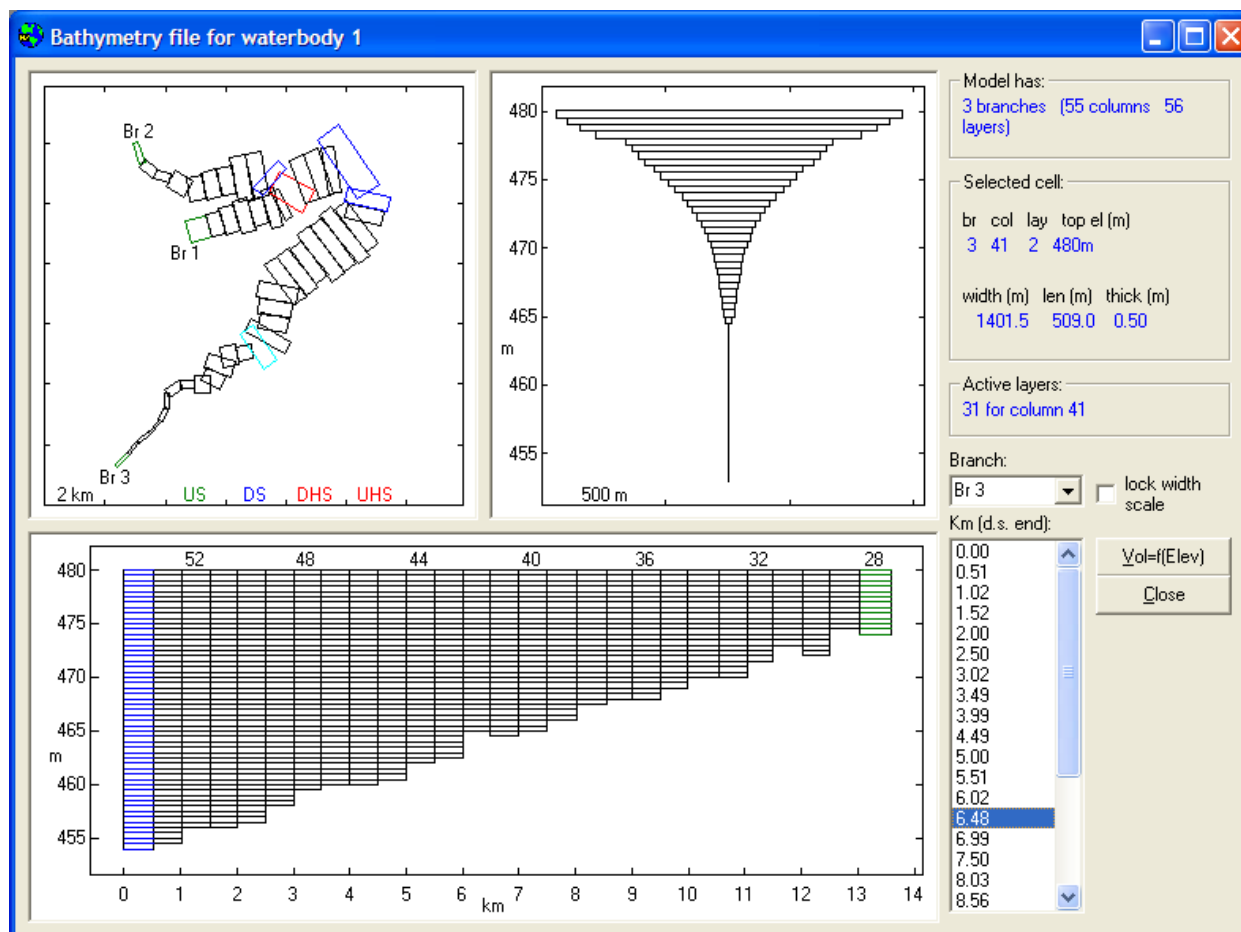 Bathymetry file for waterbody 1
Br 2
Br 1
Br 3
2 km US DS DHS UHS
480
475
470
465
m
460
455
500 m
Model has:
3 branches (55 columns 56
layers)
Selected cell:
br col lay top el (m)
3 41 2 480m
width (m) len (m) thick (m)
1401.5 509.0 0.50
Active layers:
31 for column 41
Branch:
Br 3
lock width
scale
Km (d.s. end):
0.00
0.51
1.02
1.52
2.00
2.50
3.02
3.49
3.99
4.49
5.00
5.51
6.02
6.48
6.99
7.50
8.03
8.56
Vol=f(Elev)
Close
52 48 44 40 36 32 28
480
475
470
465
m
460
455
0 1 2 3 4 5 6 7 8 9 10 11 12 13 14
km